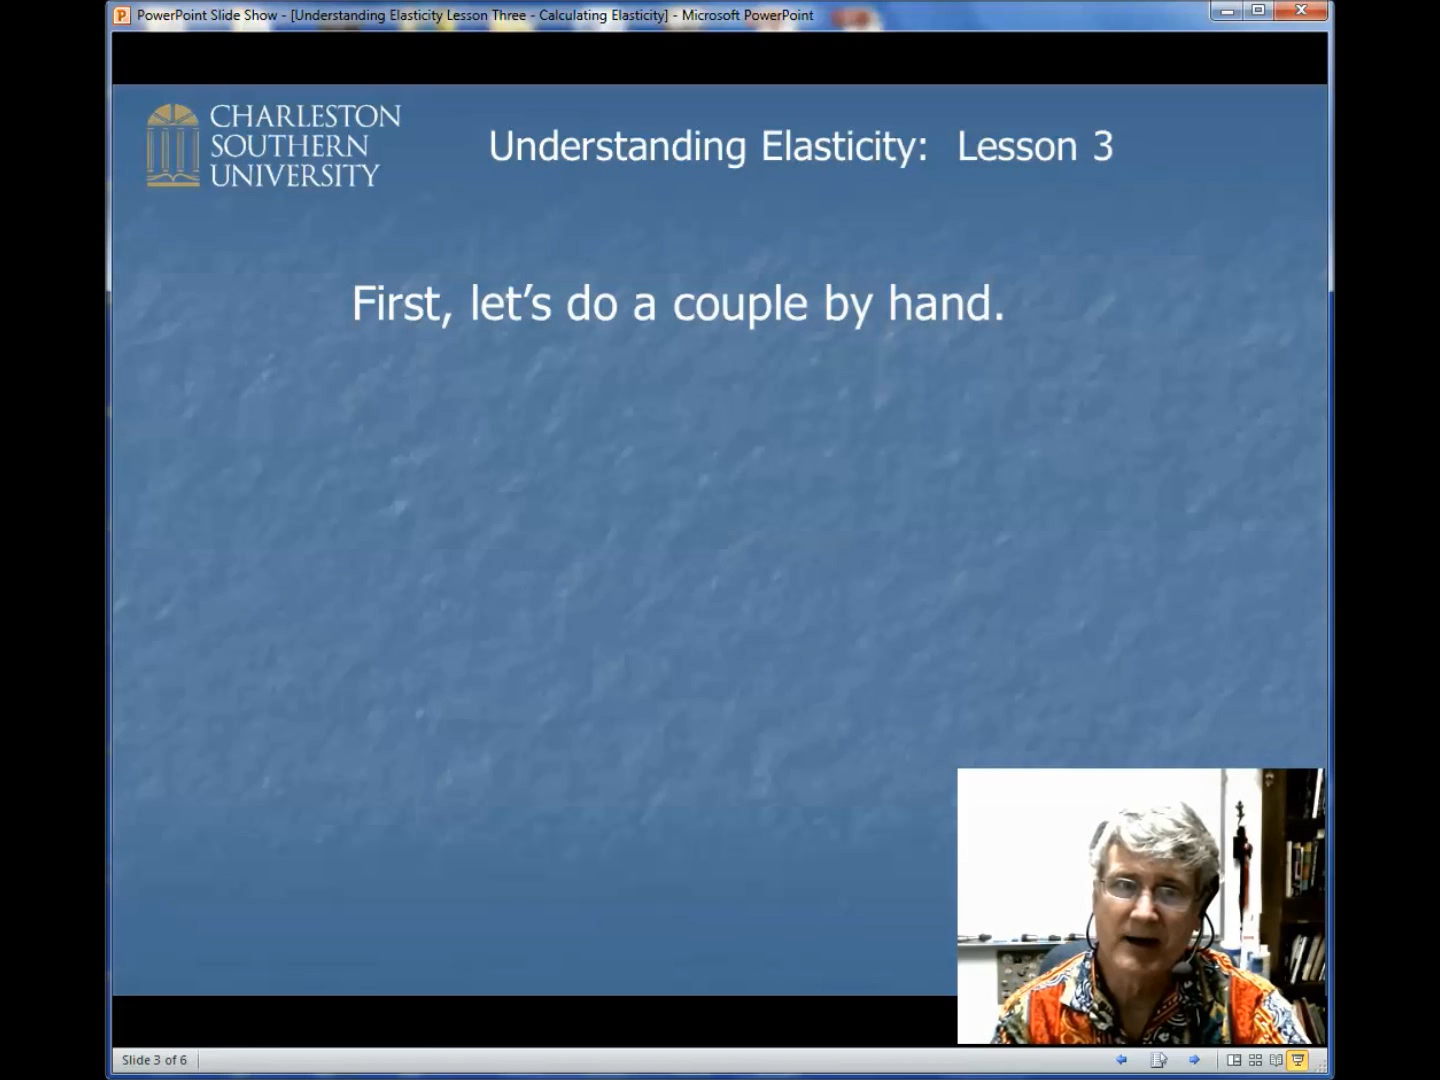 PowerPoint Slide Show - [Understanding Elasticity Lesson Three - Calculating Elasticity] - Microsoft PowerPoint
CHARLESTON
SOUTHERN
UNIVERSITY
Understanding Elasticity: Lesson 3
First, let’s do a couple by hand.
Slide 3 of 6